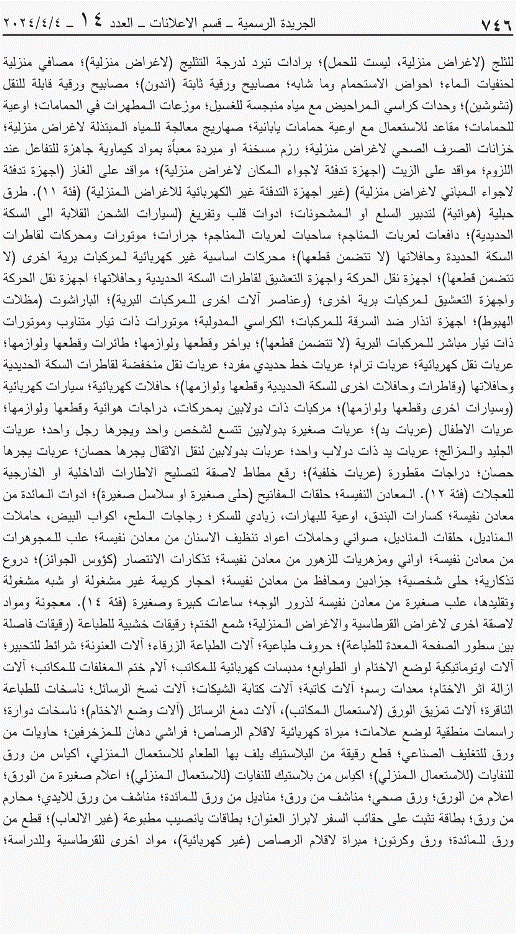 ٧٤٦ الجريدة الرسمية ــ قسم الاعلانات ــ العدد ١٤ ــ ٢٠٢٤/٤/٤
للثلج (لاغراض منزلية، ليست للحمل)؛ برادات تبرد لدرجة التثليج (لاغراض منزلية)؛ مصافي منزلية
لحنفيات الماء؛ احواض الاستحمام وما شابه؛ مصابيح ورقية ثابتة (اندون)؛ مصابيح ورقية قابلة للنقل
(تشوشين)؛ وحدات كراسي المراحيض مع مياه منبجسة للغسيل؛ موزعات المطهرات في الحمامات؛ اوعية
للحمامات؛ مقاعد للاستعمال مع اوعية حمامات يابانية؛ صهاريج معالجة للمياه المبتذلة لاغراض منزلية؛
خزانات الصرف الصحي لاغراض منزلية؛ رزم مسخنة او مبردة معبأة بمواد كيماوية جاهزة للتفاعل عند
اللزوم؛ مواقد على الزيت (اجهزة تدفئة لاجواء المكان لاغراض منزلية)؛ مواقد على الغاز (اجهزة تدفئة
لاجواء المباني لاغراض منزلية) (غير اجهزة التدفئة غير الكهربائية للاغراض المنزلية) (فئة ١١). طرق
حبلية (هوائية) لتدبير السلع او المشحونات؛ ادوات قلب وتفريغ (لسيارات الشحن القلابة الى السكة
الحديدية)؛ دافعات لعربات المناجم؛ ساحبات لعربات المناجم؛ جرارات؛ موتورات ومحركات لقاطرات
السكة الحديدة وحافلاتها (لا تتضمن قطعها)؛ محركات اساسية غير كهربائية لمركبات برية اخرى (لا
تتضمن قطعها)؛ اجهزة نقل الحركة واجهزة التعشيق لقاطرات السكة الحديدية وحافلاتها؛ اجهزة نقل الحركة
واجهزة التعشيق لمركبات برية اخرى؛ (وعناصر آلات اخرى للمركبات البرية)؛ الباراشوت (مظلات
الهبوط)؛ اجهزة انذار ضد السرقة للمركبات؛ الكراسي المدولبة؛ موتورات ذات تيار متناوب وموتورات
ذات تيار مباشر للمركبات البرية (لا تتضمن قطعها)؛ بواخر وقطعها ولوازمها؛ طائرات وقطعها ولوازمها؛
عربات نقل كهربائية؛ عربات ترام؛ عربات خط حديدي مفرد؛ عربات نقل منخفضة لقاطرات السكة الحديدية
وحافلاتها (وقاطرات وحافلات اخرى للسكة الحديدية وقطعها ولوازمها)؛ حافلات كهربائية؛ سيارات كهربائية
(وسيارات اخرى وقطعها ولوازمها)؛ مركبات ذات دولابين بمحركات، دراجات هوائية وقطعها ولوازمها؛
عربات الاطفال (عربات يد)؛ عربات صغيرة بدولابين تتسع لشخص واحد ويجرها رجل واحد؛ عربات
الجليد والمزالج؛ عربات يد ذات دولاب واحد؛ عربات بدولابين لنقل الاثقال يجرها حصان؛ عربات يجرها
حصان؛ دراجات مقطورة (عربات خلفية)؛ رقع مطاط لاصقة لتصليح الاطارات الداخلية او الخارجية
للعجلات (فئة ١٢). المعادن النفيسة؛ حلقات المفاتيح (حلى صغيرة او سلاسل صغيرة)؛ ادوات المائدة من
معادن نفيسة؛ كسارات البندق، اوعية للبهارات، زبادي للسكر؛ رجاجات الملح، اكواب البيض، حاملات
المناديل، حلقات المناديل، صواني وحاملات اعواد تنظيف الاسنان من معادن نفيسة؛ علب للمجوهرات
من معادن نفيسة؛ اواني ومزهريات للزهور من معادن نفيسة؛ تذكارات الانتصار (كؤوس الجوائز)؛ دروع
تذكارية؛ حلى شخصية؛ جزادين ومحافظ من معادن نفيسة؛ احجار كريمة غير مشغولة او شبه مشغولة
وتقليدها، علب صغيرة من معادن نفيسة لذرور الوجه؛ ساعات كبيرة وصغيرة (فئة ١٤). معجونة ومواد
لاصقة اخرى لاغراض القرطاسية والاغراض المنزلية؛ شمع الختم؛ رقيقات خشبية للطباعة (رقيقات فاصلة
بين سطور الصفحة المعدة للطباعة)؛ حروف طباعية؛ آلات الطباعة الزرقاء؛ آلات العنونة؛ شرائط للتحبير؛
آلات اوتوماتيكية لوضع الاختام او الطوابع؛ مدبسات كهربائية للمكاتب؛ آلام ختم المغلفات للمكاتب؛ آلات
ازالة اثر الاختام؛ معدات رسم؛ آلات كاتبة؛ آلات كتابة الشيكات؛ آلات نسخ الرسائل؛ ناسخات للطباعة
الناقرة؛ آلات تمزيق الورق (لاستعمال المكاتب)، آلات دمغ الرسائل (آلات وضع الاختام)؛ ناسخات دوارة؛
راسمات منطقية لوضع علامات؛ مبراة كهربائية لاقلام الرصاص؛ فراشي دهان للمزخرفين؛ حاويات من
ورق للتغليف الصناعي؛ قطع رقيقة من البلاستيك يلف بها الطعام للاستعمال المنزلي، اكياس من ورق
للنفايات (للاستعمال المنزلي)؛ اكياس من بلاستيك للنفايات (للاستعمال المنزلي)؛ اعلام صغيرة من الورق؛
اعلام من الورق؛ ورق صحي؛ مناشف من ورق؛ مناديل من ورق للمائدة؛ مناشف من ورق للايدي؛ محارم
من ورق؛ بطاقة تثبت على حقائب السفر لابراز العنوان؛ بطاقات يانصيب مطبوعة (غير الالعاب)؛ قطع من
ورق للمائدة؛ ورق وكرتون؛ مبراة لاقلام الرصاص (غير كهربائية)، مواد اخرى للقرطاسية وللدراسة؛